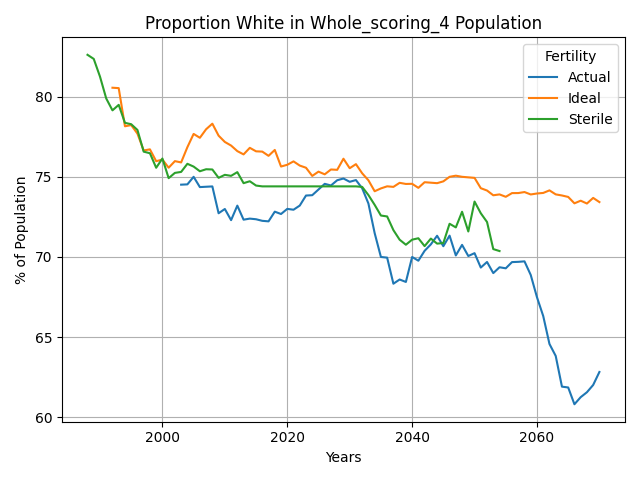 Proportion White in Whole_scoring_4 Population
Fertility
Actual
Ideal
Sterile
% of Population
80
75
70
65
60
2000
2020
2040
2060
Years